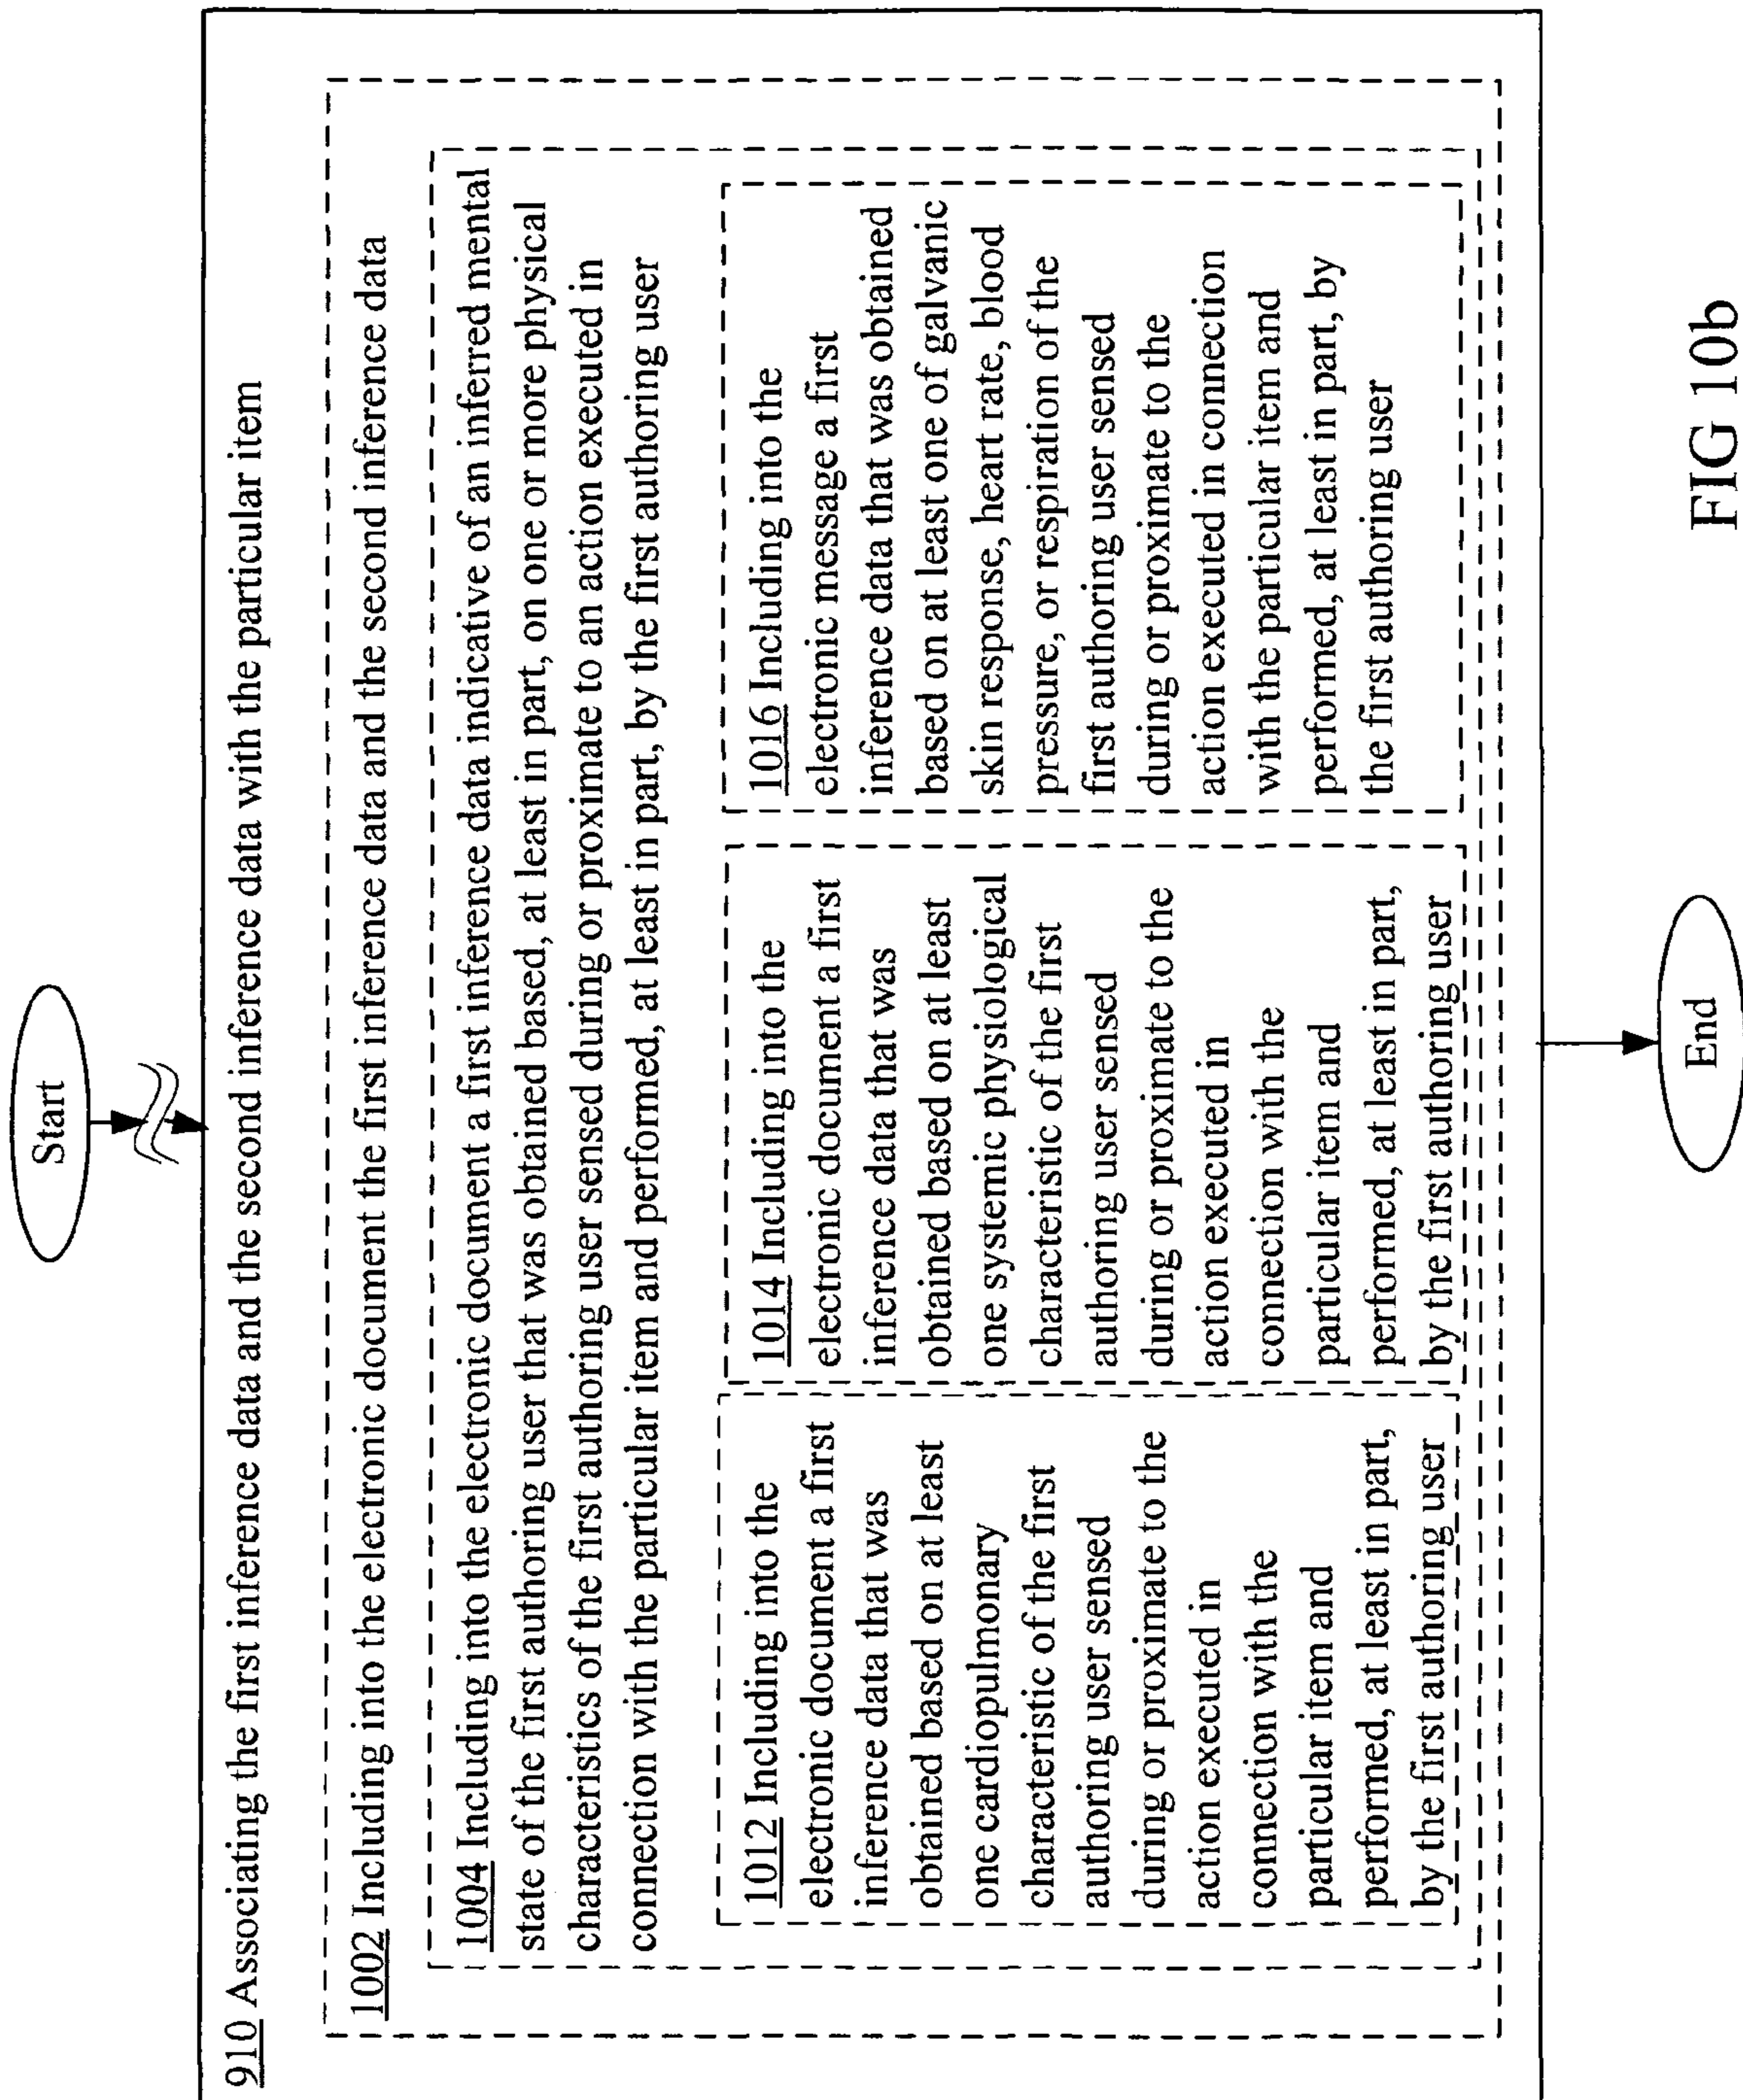 Start
910 Associating the first inference data and the second inference data with the particular item
1002 Including into the electronic document the first inference data and the second inference data
1004 Including into the electronic document a first inference data indicative of an inferred mental
state of the first authoring user that was obtained based, at least in part, on one or more physical
characteristics of the first authoring user sensed during or proximate to an action executed in
connection with the particular item and performed, at least in part, by the first authoring user
1012 Including into the
electronic document a first
inference data that was
obtained based on at least
one cardiopulmonary
characteristic of the first
authoring user sensed
during or proximate to the
action executed in
connection with the
particular item and
performed, at least in part,
by the first authoring user
1014 Including into the
electronic document a first
inference data that was
obtained based on at least
one systemic physiological
characteristic of the first
authoring user sensed
during or proximate to the
action executed in
connection with the
particular item and
performed, at least in part,
by the first authoring user
1016 Including into the
electronic message a first
inference data that was obtained
based on at least one of galvanic
skin response, heart rate, blood
pressure, or respiration of the
first authoring user sensed
during or proximate to the
action executed in connection
with the particular item and
performed, at least in part, by
the first authoring user
End
FIG 10b